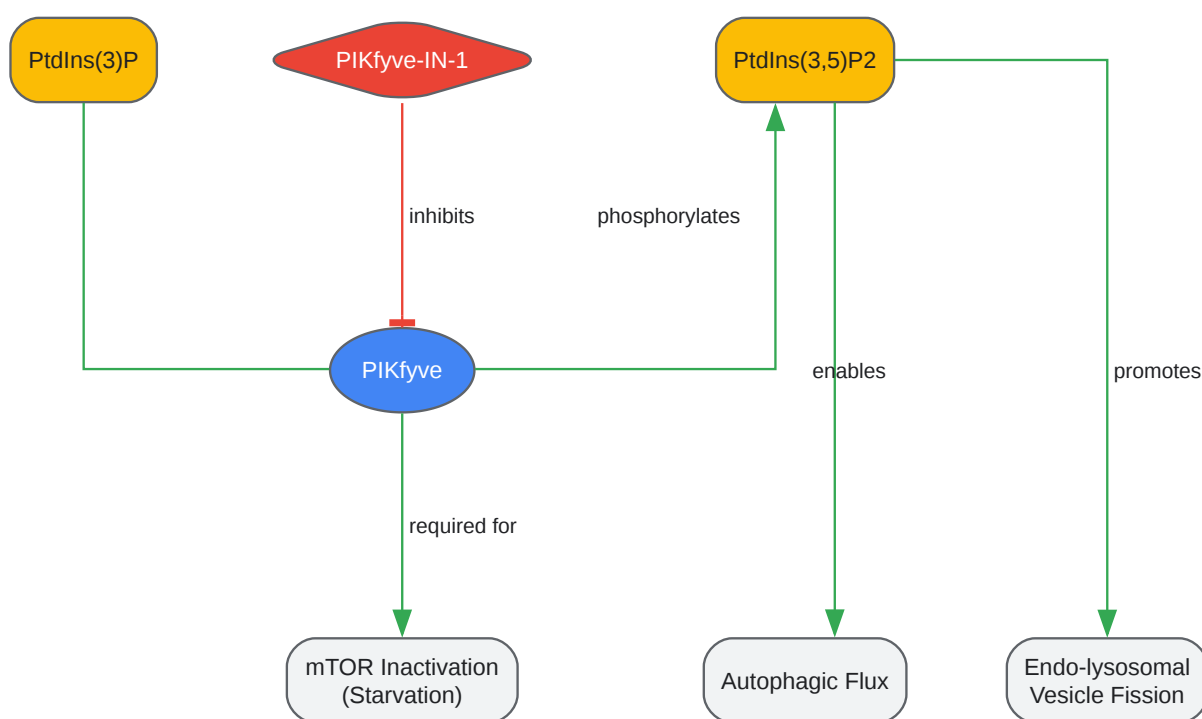 PtdIns(3)P
PIKfyve-IN-1
PtdIns(3,5)P2
inhibits
phosphorylates
PIKfyve
enables
promotes
required for
mTOR Inactivation
(Starvation)
Autophagic Flux
Endo-lysosomal
Vesicle Fission